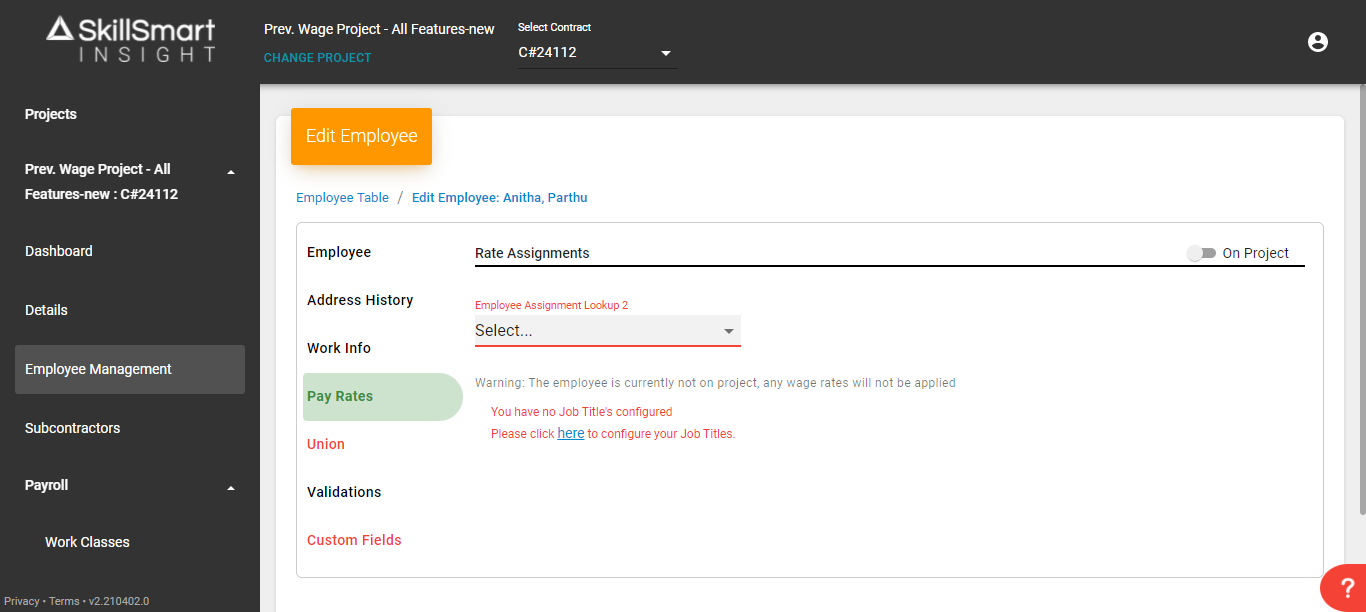 SkillSmart
INSIGHT
Prev. Wage Project - All Features-new
CHANGE PROJECT
Select Contract
C#24112
Projects
Prev. Wage Project - All
Features-new : C#24112
Dashboard
Details
Employee Management
Subcontractors
Payroll
Work Classes
Privacy • Terms • v2.210402.0
Edit Employee
Employee Table / Edit Employee: Anitha, Parthu
Employee
Address History
Work Info
Pay Rates
Union
Validations
Custom Fields
Rate Assignments
On Project
Employee Assignment Lookup 2
Select...
Warning: The employee is currently not on project, any wage rates will not be applied
You have no Job Title's configured
Please click here to configure your Job Titles.
?